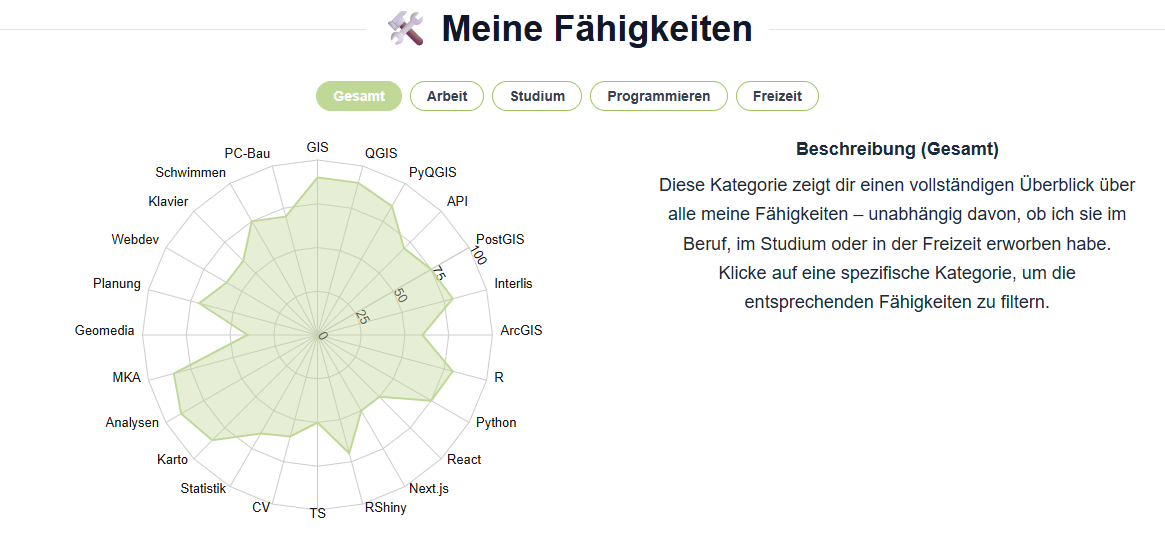 Meine Fähigkeiten
Gesamt
Arbeit
Studium
Programmieren
Freizeit
GIS
QGIS
PyQGIS
API
PostGIS
Interlis
ArcGIS
R
Python
React
Next.js
RShiny
TS
CV
Statistik
Karto
Analysen
MKA
Geomedia
Planung
Webdev
Klavier
Schwimmen
PC-Bau
0
25
50
75
100
Beschreibung (Gesamt)
Diese Kategorie zeigt dir einen vollständigen Überblick über
alle meine Fähigkeiten – unabhängig davon, ob ich sie im
Beruf, im Studium oder in der Freizeit erworben habe.
Klicke auf eine spezifische Kategorie, um die
entsprechenden Fähigkeiten zu filtern.